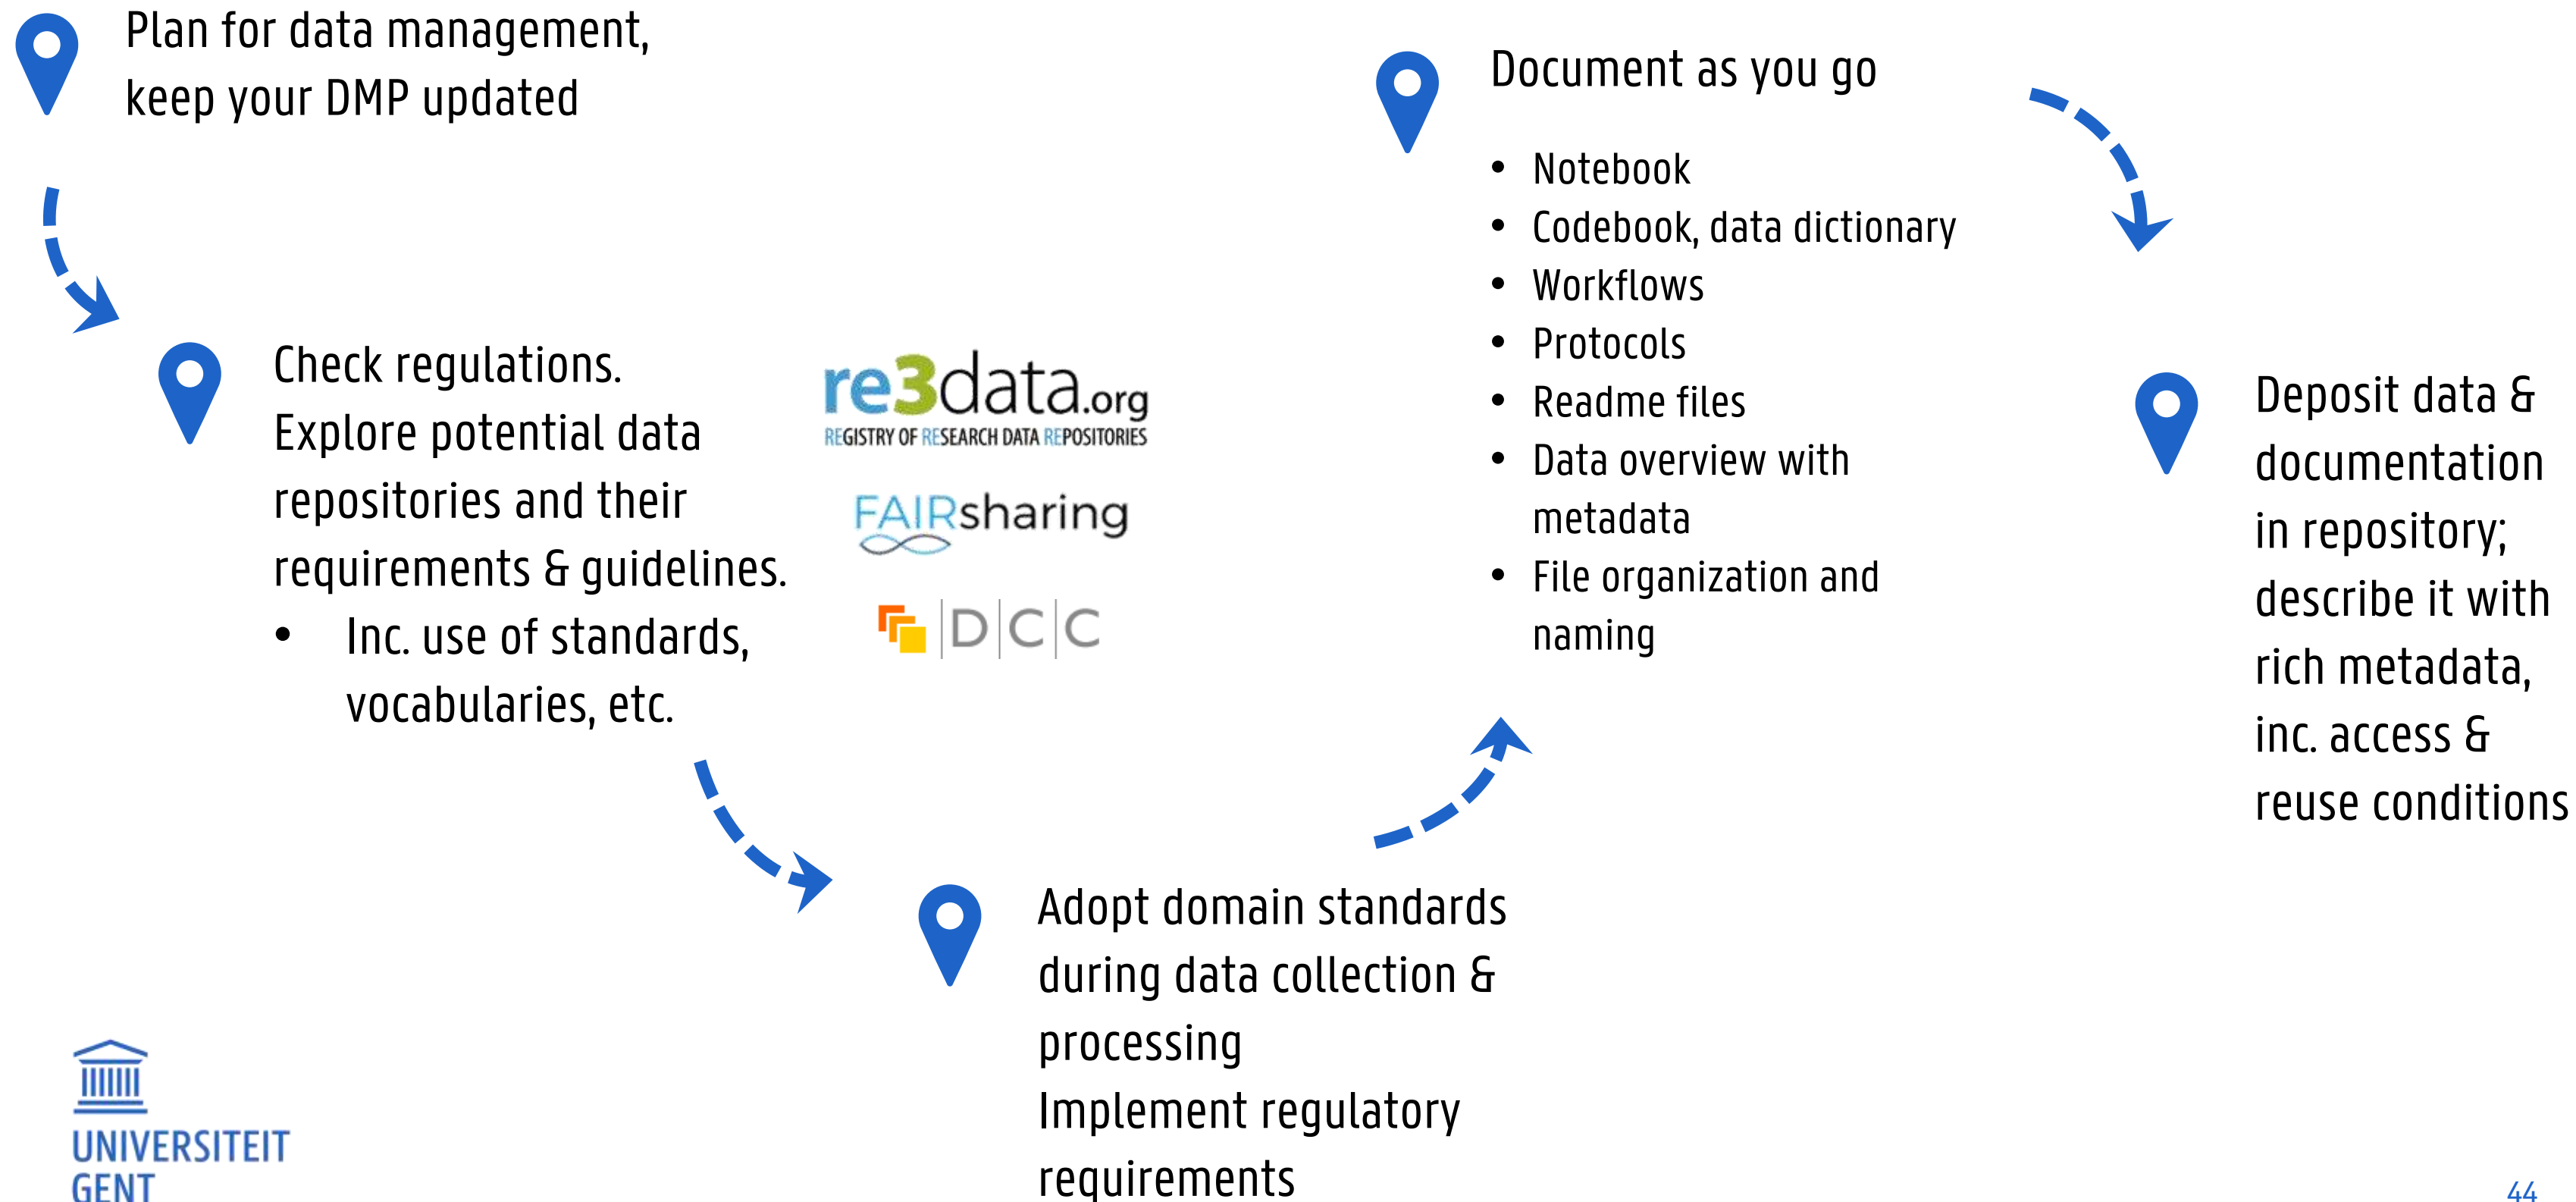 Plan for data management,
keep your DMP updated
Check regulations.
Explore potential data
repositories and their
requirements & guidelines.
• Inc. use of standards,
vocabularies, etc.
re3data.org
REGISTRY OF RESEARCH DATA REPOSITORIES
FAIRsharing
D|C|C
Adopt domain standards
during data collection &
processing
Implement regulatory
requirements
Document as you go
• Notebook
• Codebook, data dictionary
• Workflows
• Protocols
• Readme files
• Data overview with
metadata
• File organization and
naming
Deposit data &
documentation
in repository;
describe it with
rich metadata,
inc. access &
reuse conditions
UNIVERSITEIT
GENT
44